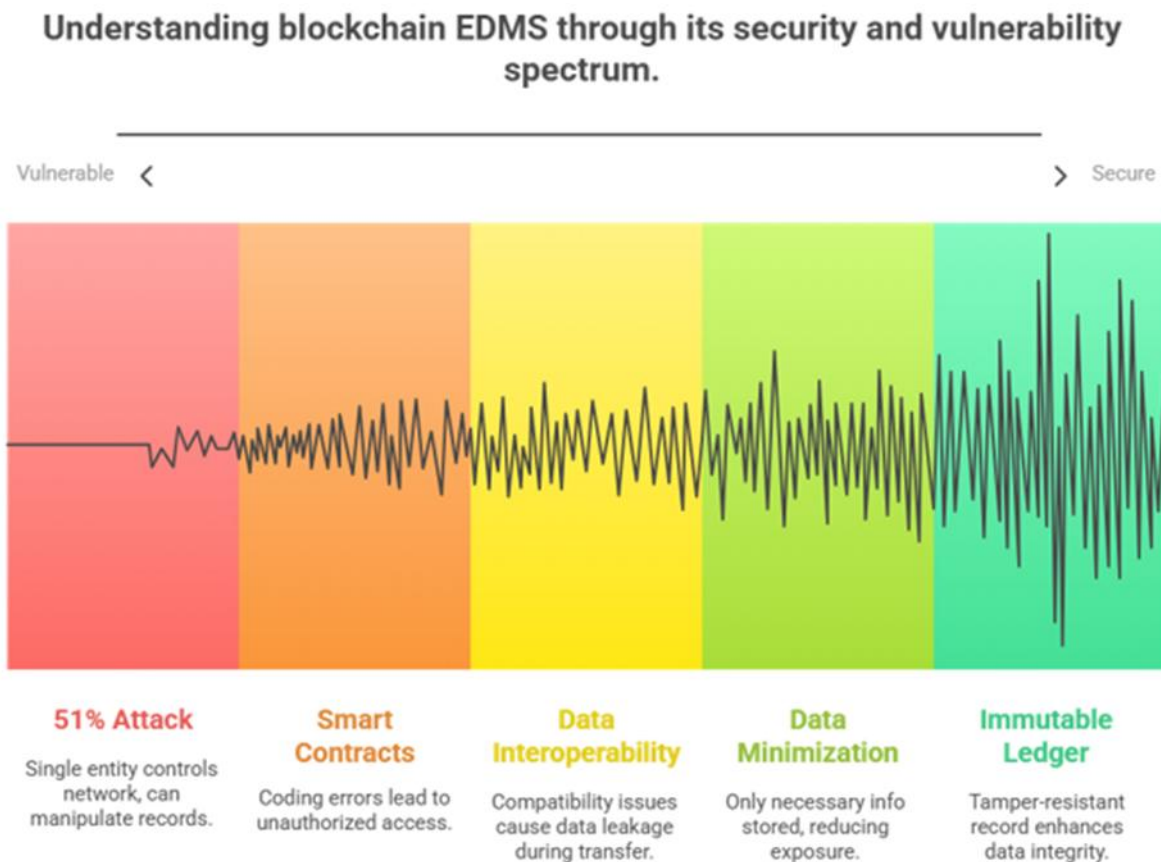 Understanding blockchain EDMS through its security and vulnerability
spectrum.
Vulnerable
Secure
51% Attack
Single entity controls
network, can
manipulate records.
Smart
Contracts
Coding errors lead to
unauthorized access.
Data
Interoperability
Compatibility issues
cause data leakage
during transfer.
Data
Minimization
Only necessary info
stored, reducing
exposure.
Immutable
Ledger
Tamper-resistant
record enhances
data integrity.